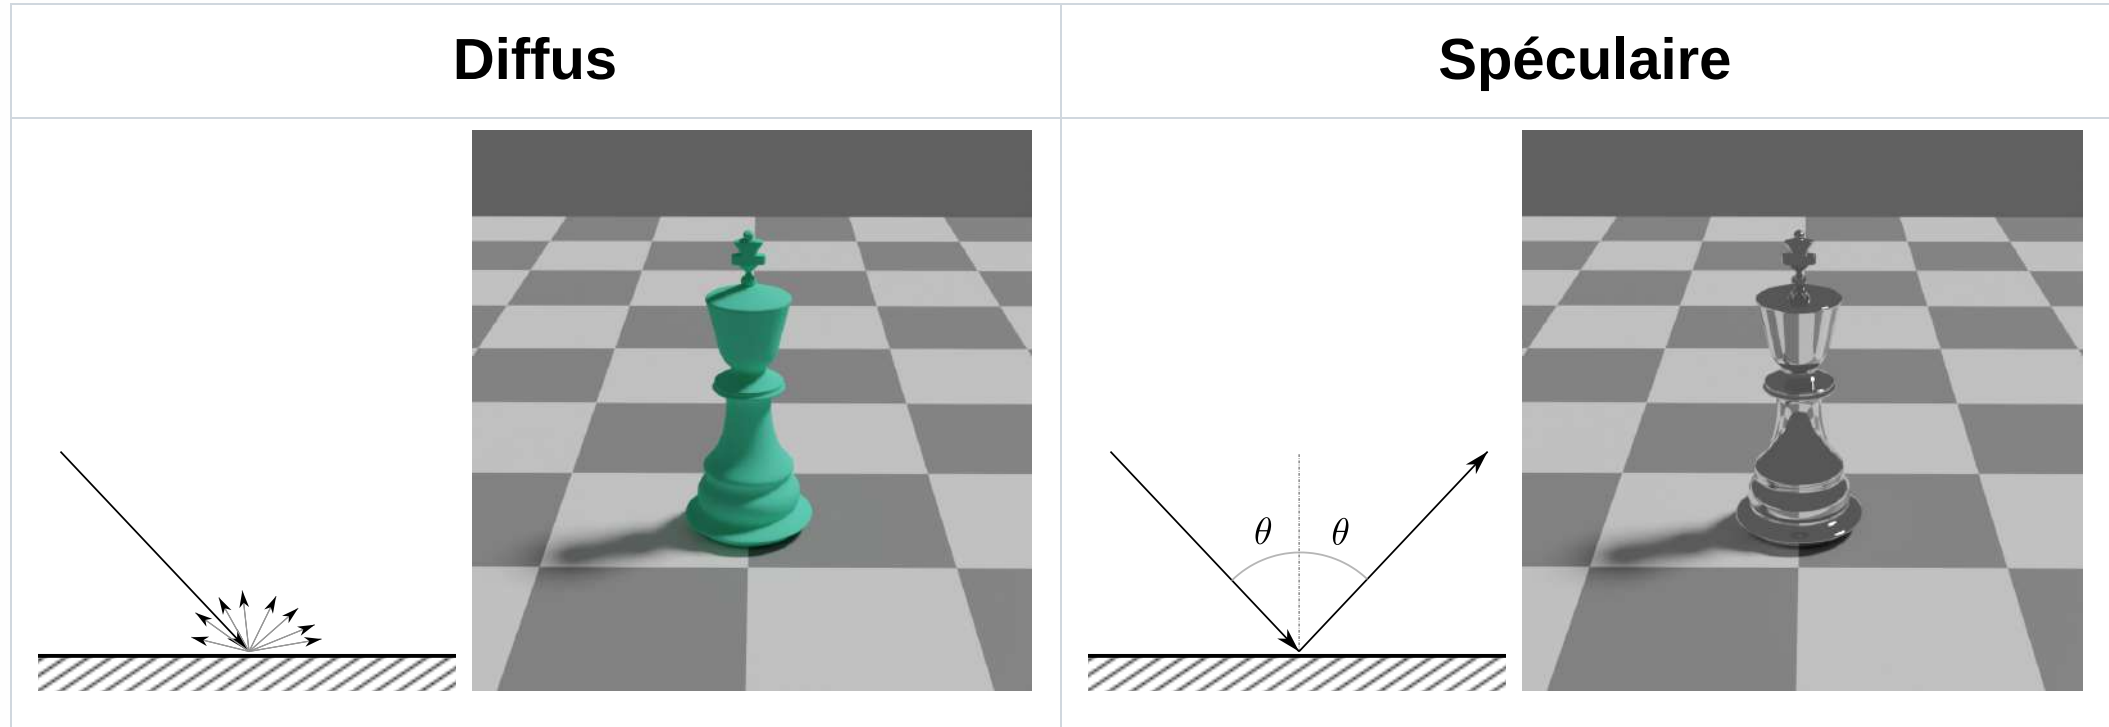 Diffus
Spéculaire
θ θ